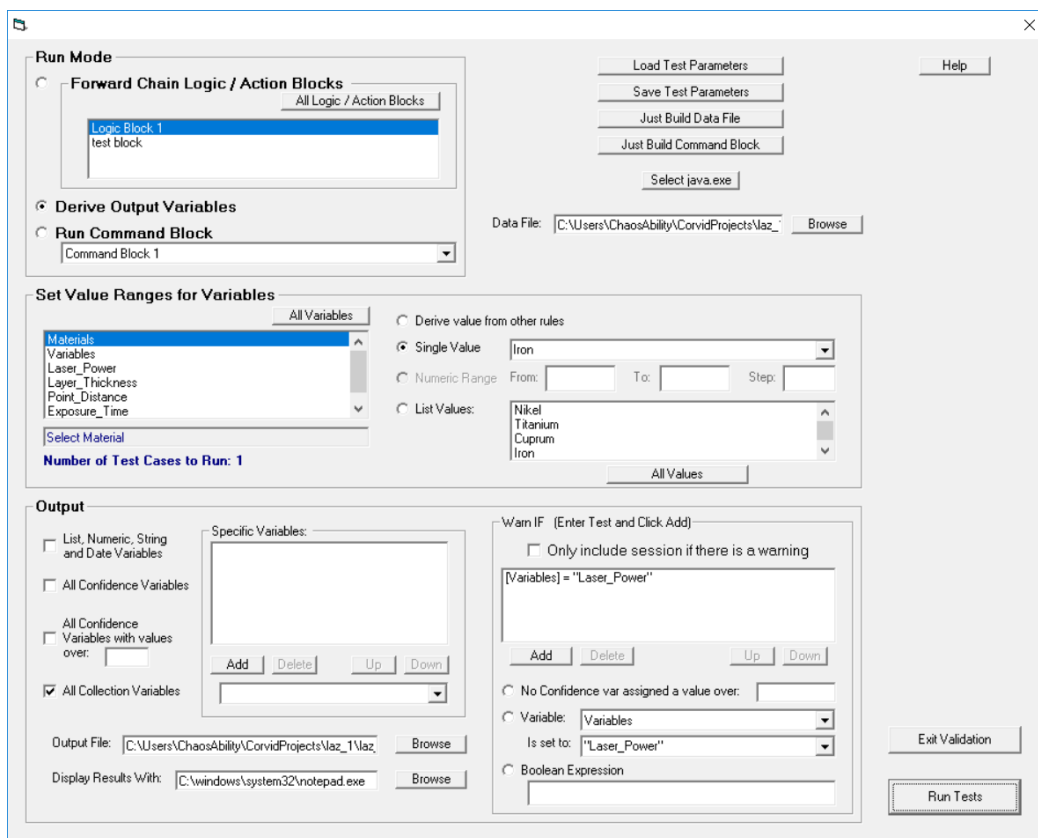 Run Mode
Forward Chain Logic / Action Blocks
All Logic / Action Blocks
Logic Block 1
test block
Derive Output Variables
Run Command Block
Command Block 1
Load Test Parameters
Save Test Parameters
Just Build Data File
Just Build Command Block
Select java.exe
Data File: C:\Users\ChaosAbility\CorvidProjects\laz_ Browse
Help
Set Value Ranges for Variables
All Variables
Materials
Variables
Laser_Power
Layer_Thickness
Point_Distance
Exposure_Time
Select Material
Number of Test Cases to Run: 1
Derive value from other rules
Single Value Iron
Numeric Range From: To: Step:
List Values: Nikel
Titanium
Cuprum
Iron
All Values
Output
List, Numeric, String
and Date Variables
All Confidence Variables
All Confidence
Variables with values
over:
All Collection Variables
Specific Variables:
Add Delete Up Down
Output File: C:\Users\ChaosAbility\CorvidProjects\laz_1\laz_ Browse
Display Results With: C:\windows\system32\notepad.exe Browse
Warn IF (Enter Test and Click Add)
Only include session if there is a warning
[Variables] = "Laser_Power"
Add Delete Up Down
No Confidence var assigned a value over:
Variable: Variables
Is set to: "Laser_Power"
Boolean Expression
Exit Validation
Run Tests